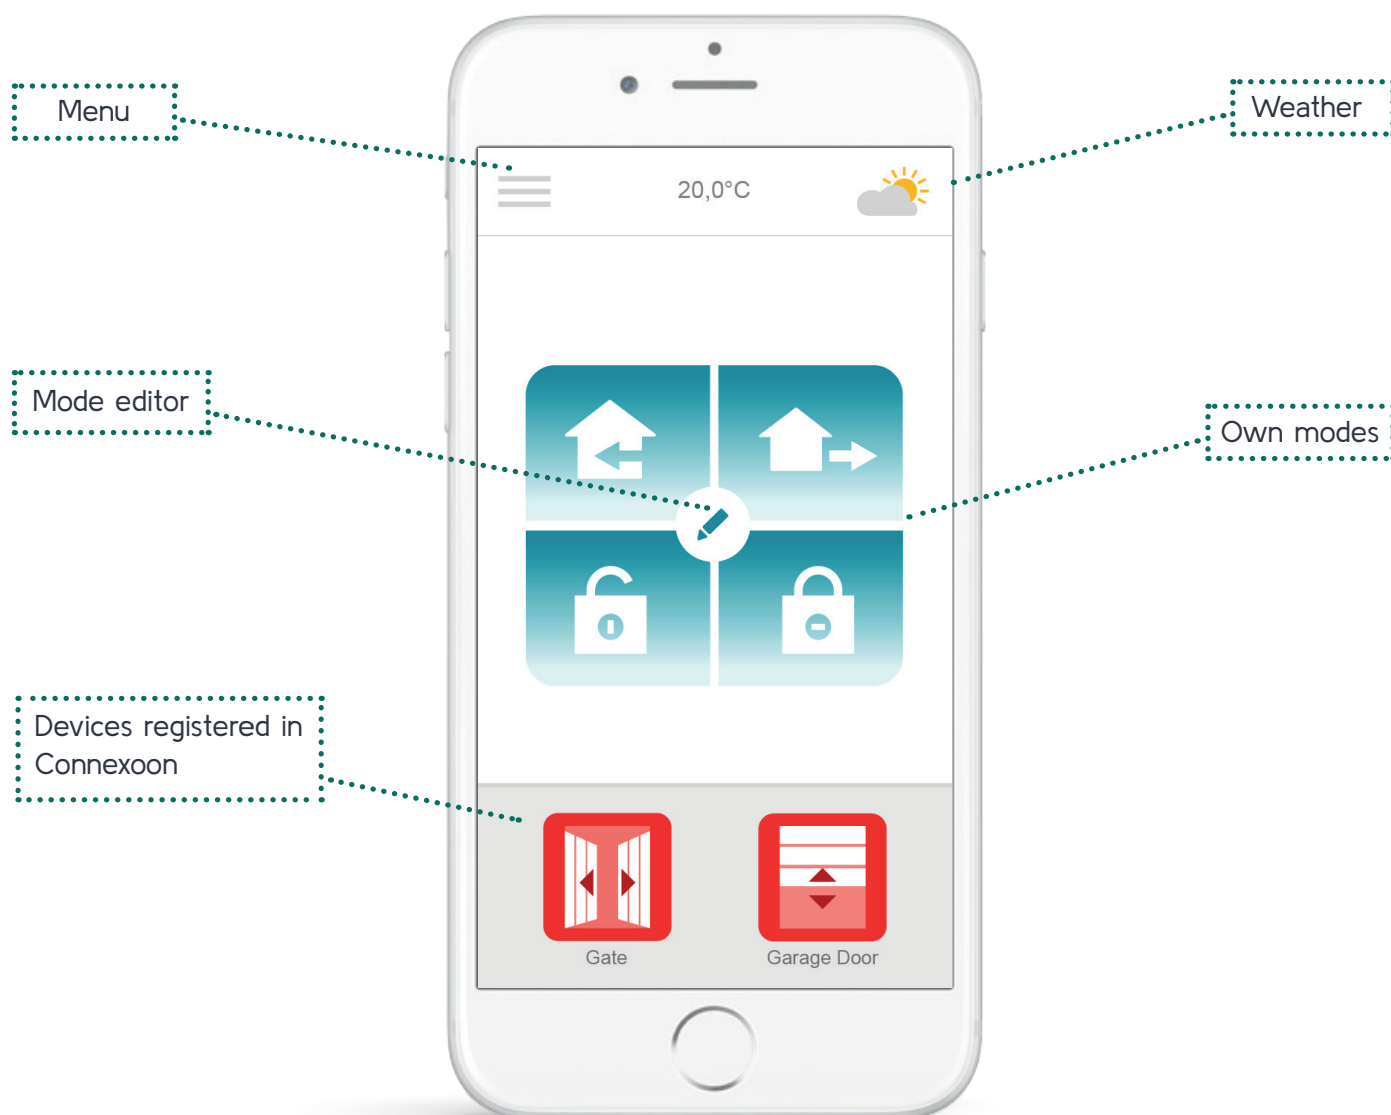 Menu
Weather
20,0°C
Mode editor
Own modes
Devices registered in
Connexoon
Gate
Garage Door